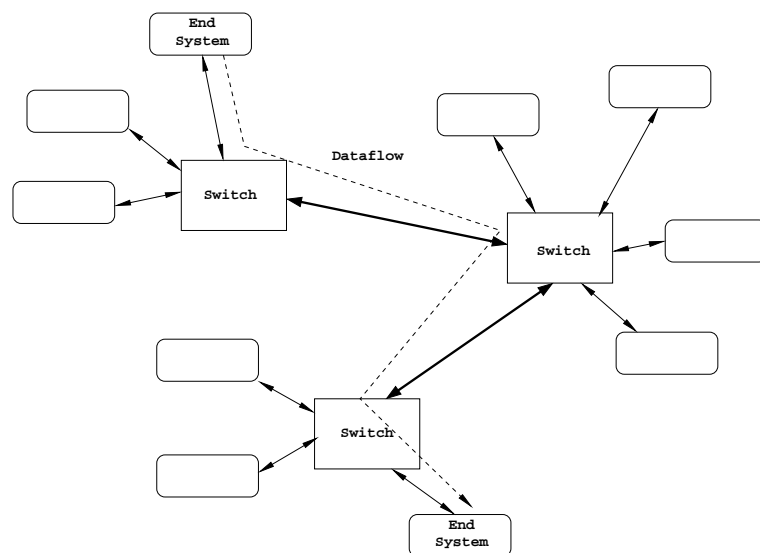 End
System
Dataflow
Switch
Switch
Switch
End
System